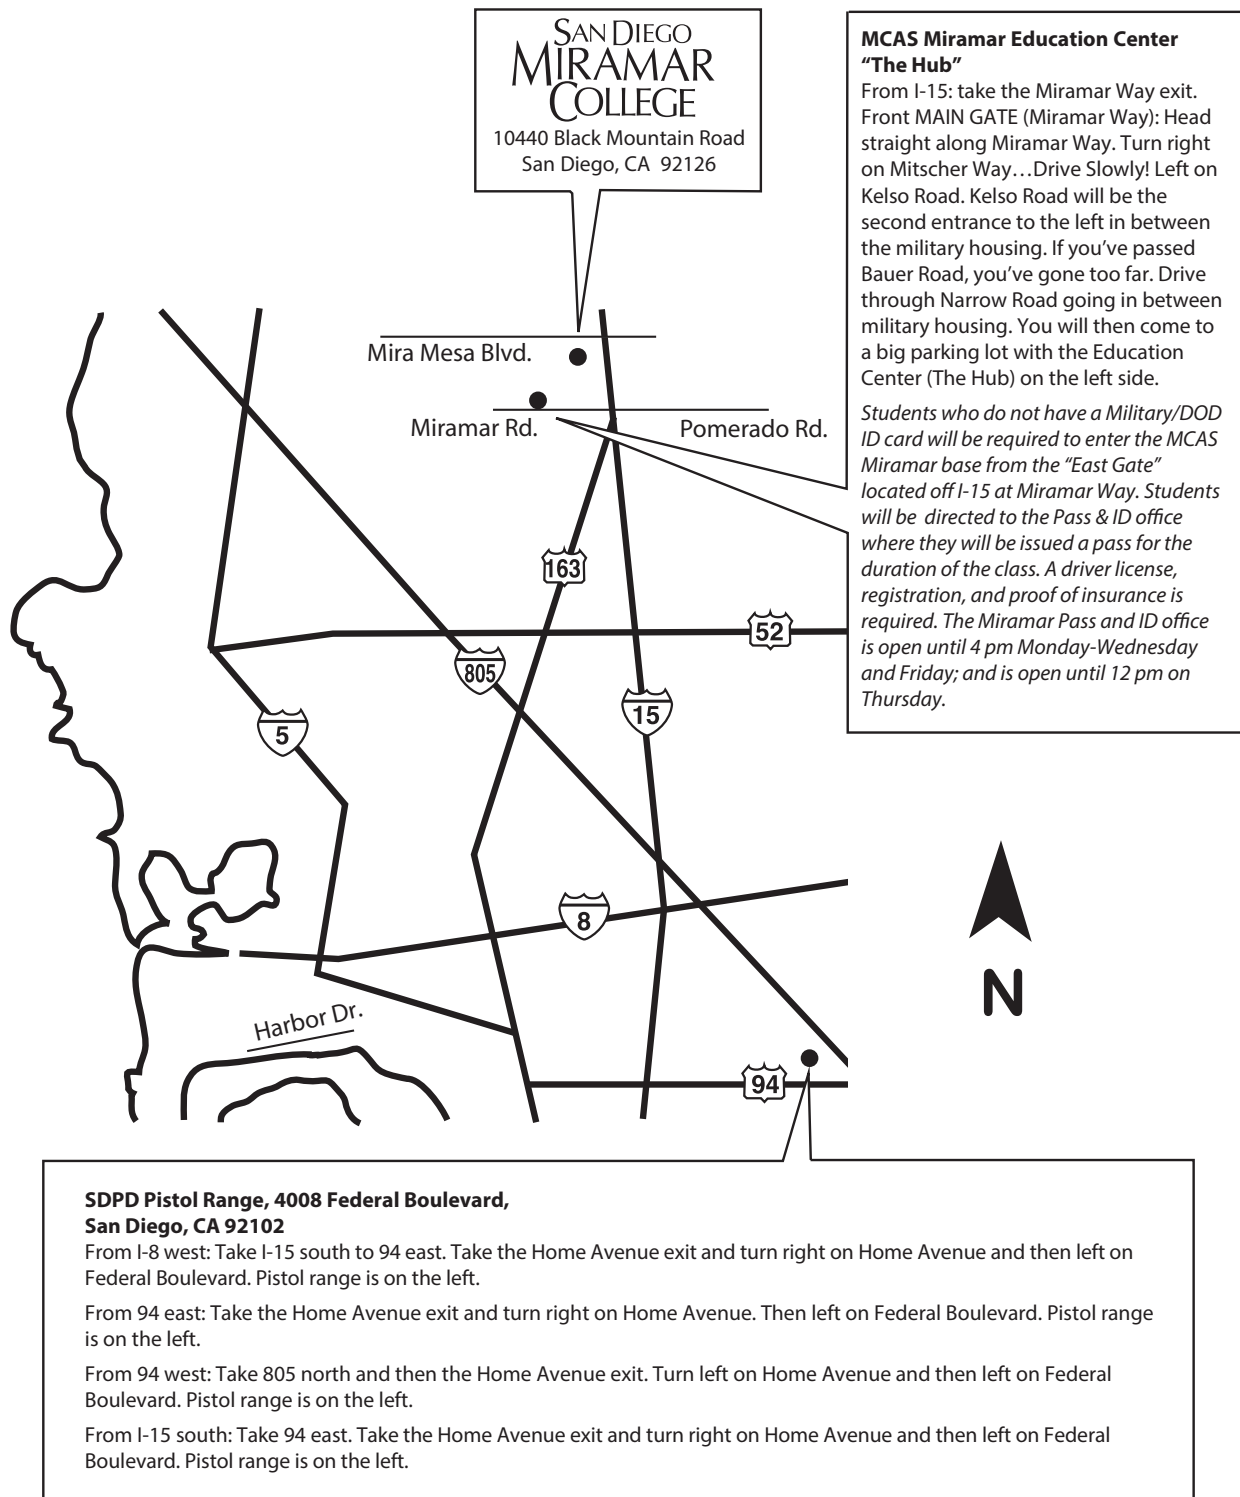 SAN DIEGO
MIRAMAR
COLLEGE
10440 Black Mountain Road
San Diego, CA  92126
MCAS Miramar Education Center
“The Hub”
From I-15: take the Miramar Way exit.
Front MAIN GATE (Miramar Way): Head
straight along Miramar Way. Turn right
on Mitscher Way…Drive Slowly! Left on
Kelso Road. Kelso Road will be the
second entrance to the left in between
the military housing. If you’ve passed
Bauer Road, you’ve gone too far. Drive
through Narrow Road going in between
military housing. You will then come to
a big parking lot with the Education
Center (The Hub) on the left side.
Students who do not have a Military/DOD
ID card will be required to enter the MCAS
Miramar base from the “East Gate”
located off I-15 at Miramar Way. Students
will be  directed to the Pass & ID office
where they will be issued a pass for the
duration of the class. A driver license,
registration, and proof of insurance is
required. The Miramar Pass and ID office
is open until 4 pm Monday-Wednesday
and Friday; and is open until 12 pm on
Thursday.
Mira Mesa Blvd.
Miramar Rd.
Pomerado Rd.
163
52
805
15
5
8
N
Harbor Dr.
94
SDPD Pistol Range, 4008 Federal Boulevard,
San Diego, CA 92102
From I-8 west: Take I-15 south to 94 east. Take the Home Avenue exit and turn right on Home Avenue and then left on
Federal Boulevard. Pistol range is on the left.
From 94 east: Take the Home Avenue exit and turn right on Home Avenue. Then left on Federal Boulevard. Pistol range
is on the left.
From 94 west: Take 805 north and then the Home Avenue exit. Turn left on Home Avenue and then left on Federal
Boulevard. Pistol range is on the left.
From I-15 south: Take 94 east. Take the Home Avenue exit and turn right on Home Avenue and then left on Federal
Boulevard. Pistol range is on the left.